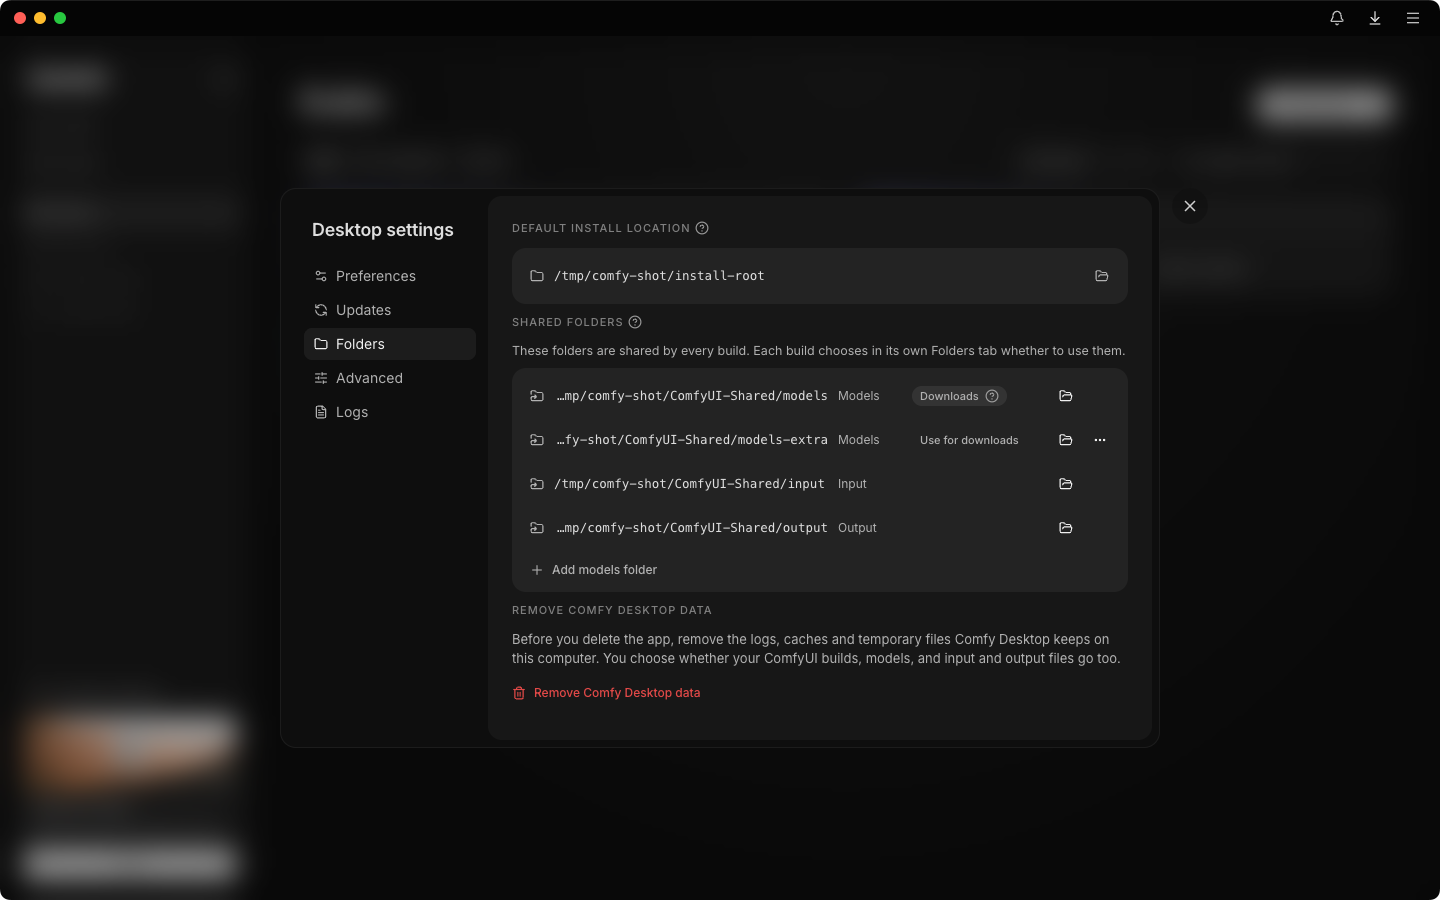 Desktop settings
Preferences
Updates
Folders
Advanced
Logs
DEFAULT INSTALL LOCATION
/tmp/comfy-shot/install-root
SHARED FOLDERS
These folders are shared by every build. Each build chooses in its own Folders tab whether to use them.
…mp/comfy-shot/ComfyUI-Shared/models Models Downloads
…fy-shot/ComfyUI-Shared/models-extra Models Use for downloads
/tmp/comfy-shot/ComfyUI-Shared/input Input
…mp/comfy-shot/ComfyUI-Shared/output Output
Add models folder
REMOVE COMFY DESKTOP DATA
Before you delete the app, remove the logs, caches and temporary files Comfy Desktop keeps on
this computer. You choose whether your ComfyUI builds, models, and input and output files go too.
Remove Comfy Desktop data